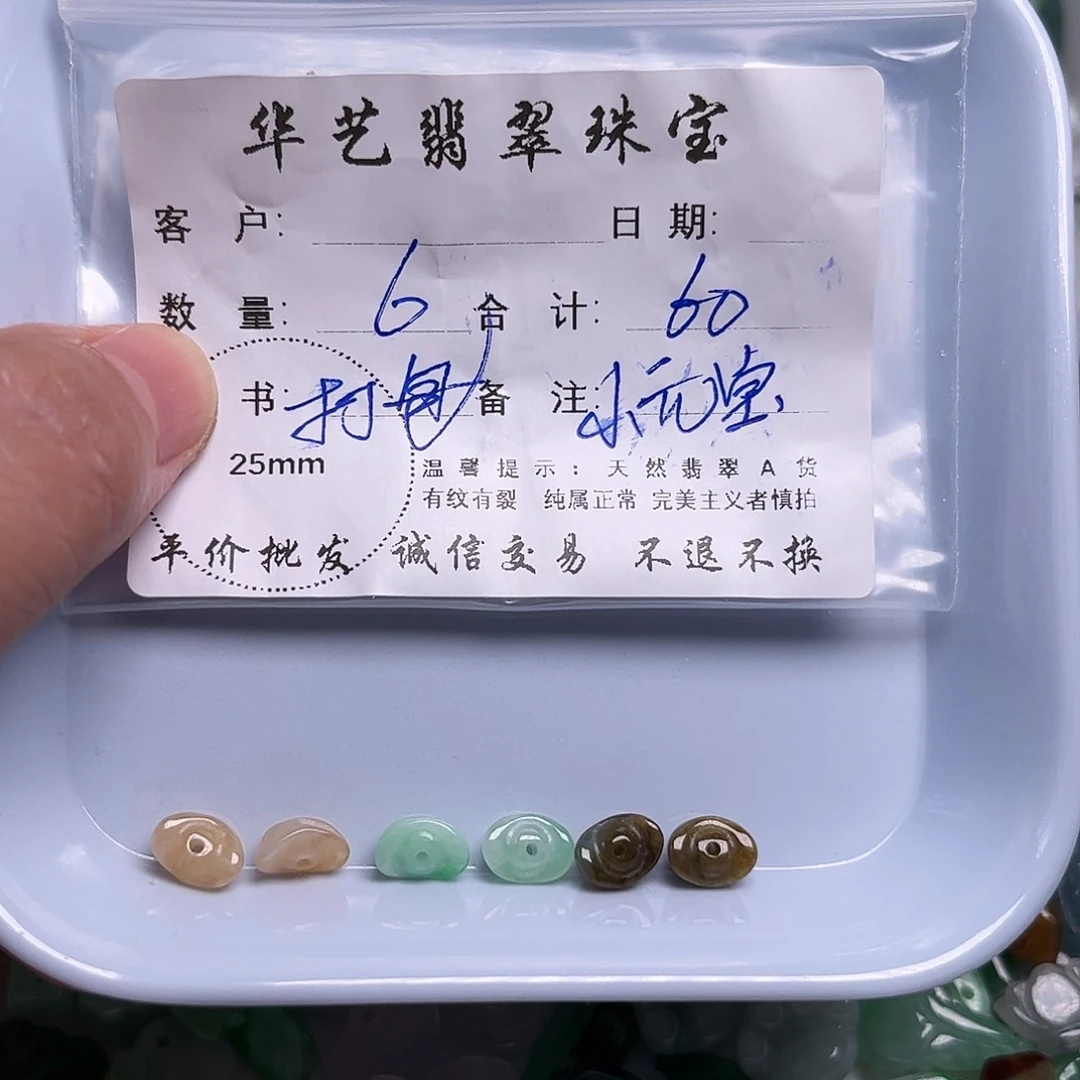 华艺翡翠珠宝
客 户: 日 期:
数 量: 6 合 计: 60
书: 打包 备 注: 小元宝
25mm 温馨提示：天然翡翠A货
有纹有裂 纯属正常 完美主义者慎拍
平价批发 诚信交易 不退不换